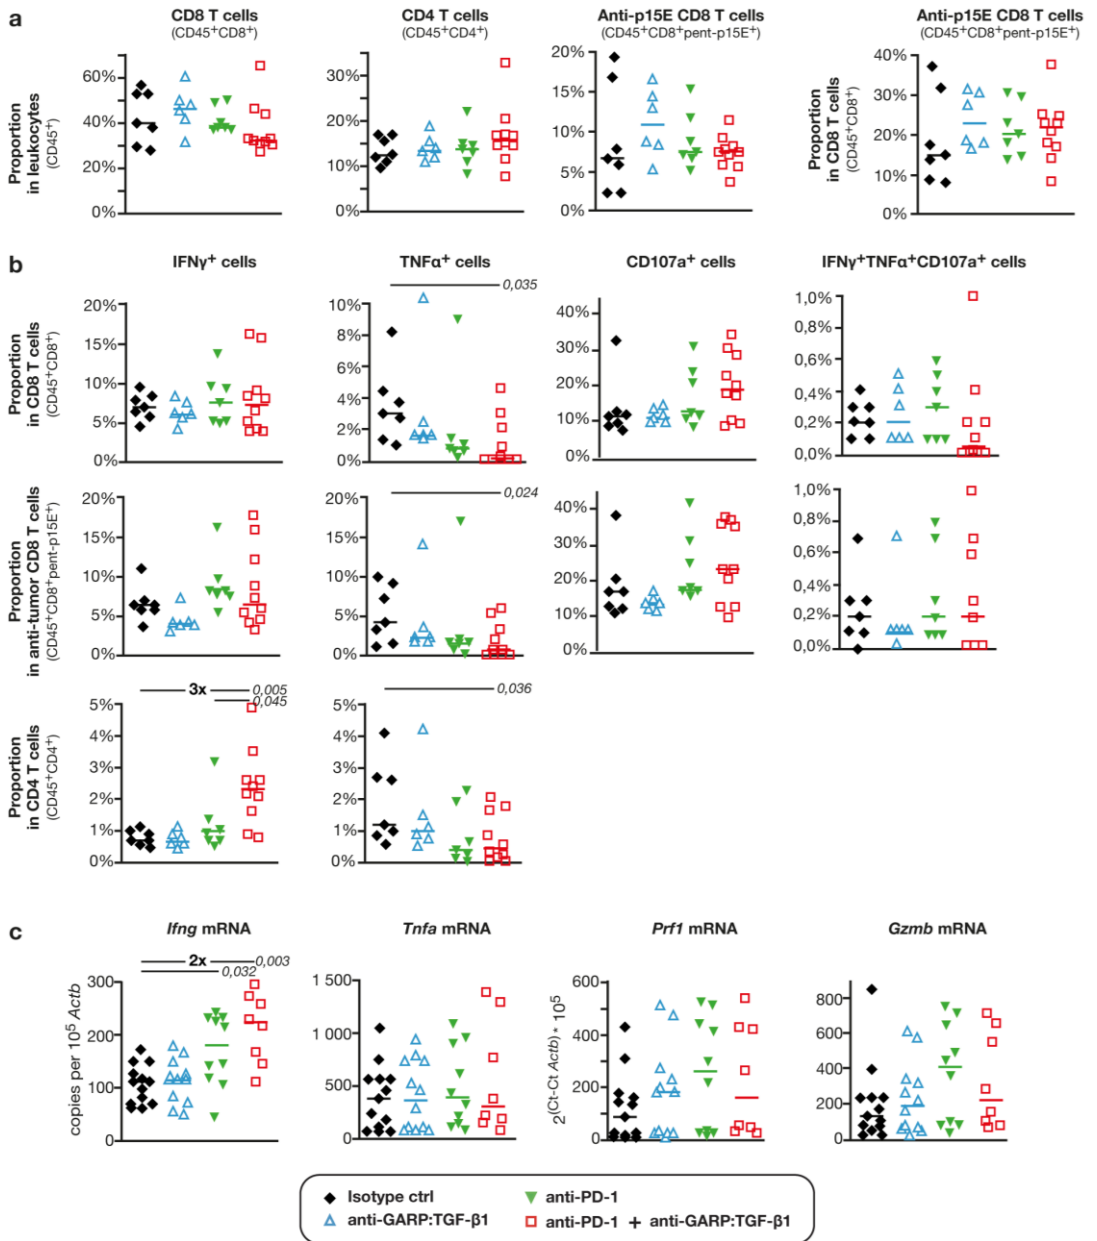 a
CD8 T cells
(CD45⁺CD8⁺)
CD4 T cells
(CD45⁺CD4⁺)
Anti-p15E CD8 T cells
(CD45⁺CD8⁺pent-p15E⁺)
Anti-p15E CD8 T cells
(CD45⁺CD8⁺pent-p15E⁺)
Proportion
in leukocytes
(CD45⁺)
60%
40%
20%
0%
30%
20%
10%
0%
20%
15%
10%
5%
0%
Proportion
in CD8 T cells
(CD45⁺CD8⁺)
40%
30%
20%
10%
0%
b
IFNγ⁺ cells
TNFα⁺ cells
CD107a⁺ cells
IFNγ⁺TNFα⁺CD107a⁺ cells
Proportion
in CD8 T cells
(CD45⁺CD8⁺)
20%
15%
10%
5%
0%
0,035
10%
8%
6%
4%
2%
0%
40%
30%
20%
10%
0%
1,0%
0,8%
0,6%
0,4%
0,2%
0,0%
Proportion
in anti-tumor CD8 T cells
(CD45⁺CD8⁺pent-p15E⁺)
20%
15%
10%
5%
0%
0,024
20%
15%
10%
5%
0%
40%
30%
20%
10%
0%
1,0%
0,8%
0,6%
0,4%
0,2%
0,0%
Proportion
in CD4 T cells
(CD45⁺CD4⁺)
3x 0,005
0,045
5%
4%
3%
2%
1%
0%
0,036
5%
4%
3%
2%
1%
0%
c
Ifng mRNA
Tnfa mRNA
Prf1 mRNA
Gzmb mRNA
copies per 10⁵ Actb
2x 0,003
0,032
300
200
100
0
1 500
1 000
500
0
2^(Ct-Ct Actb) * 10⁵
600
400
200
0
800
600
400
200
0
Isotype ctrl
anti-PD-1
anti-GARP:TGF-β1
anti-PD-1 + anti-GARP:TGF-β1